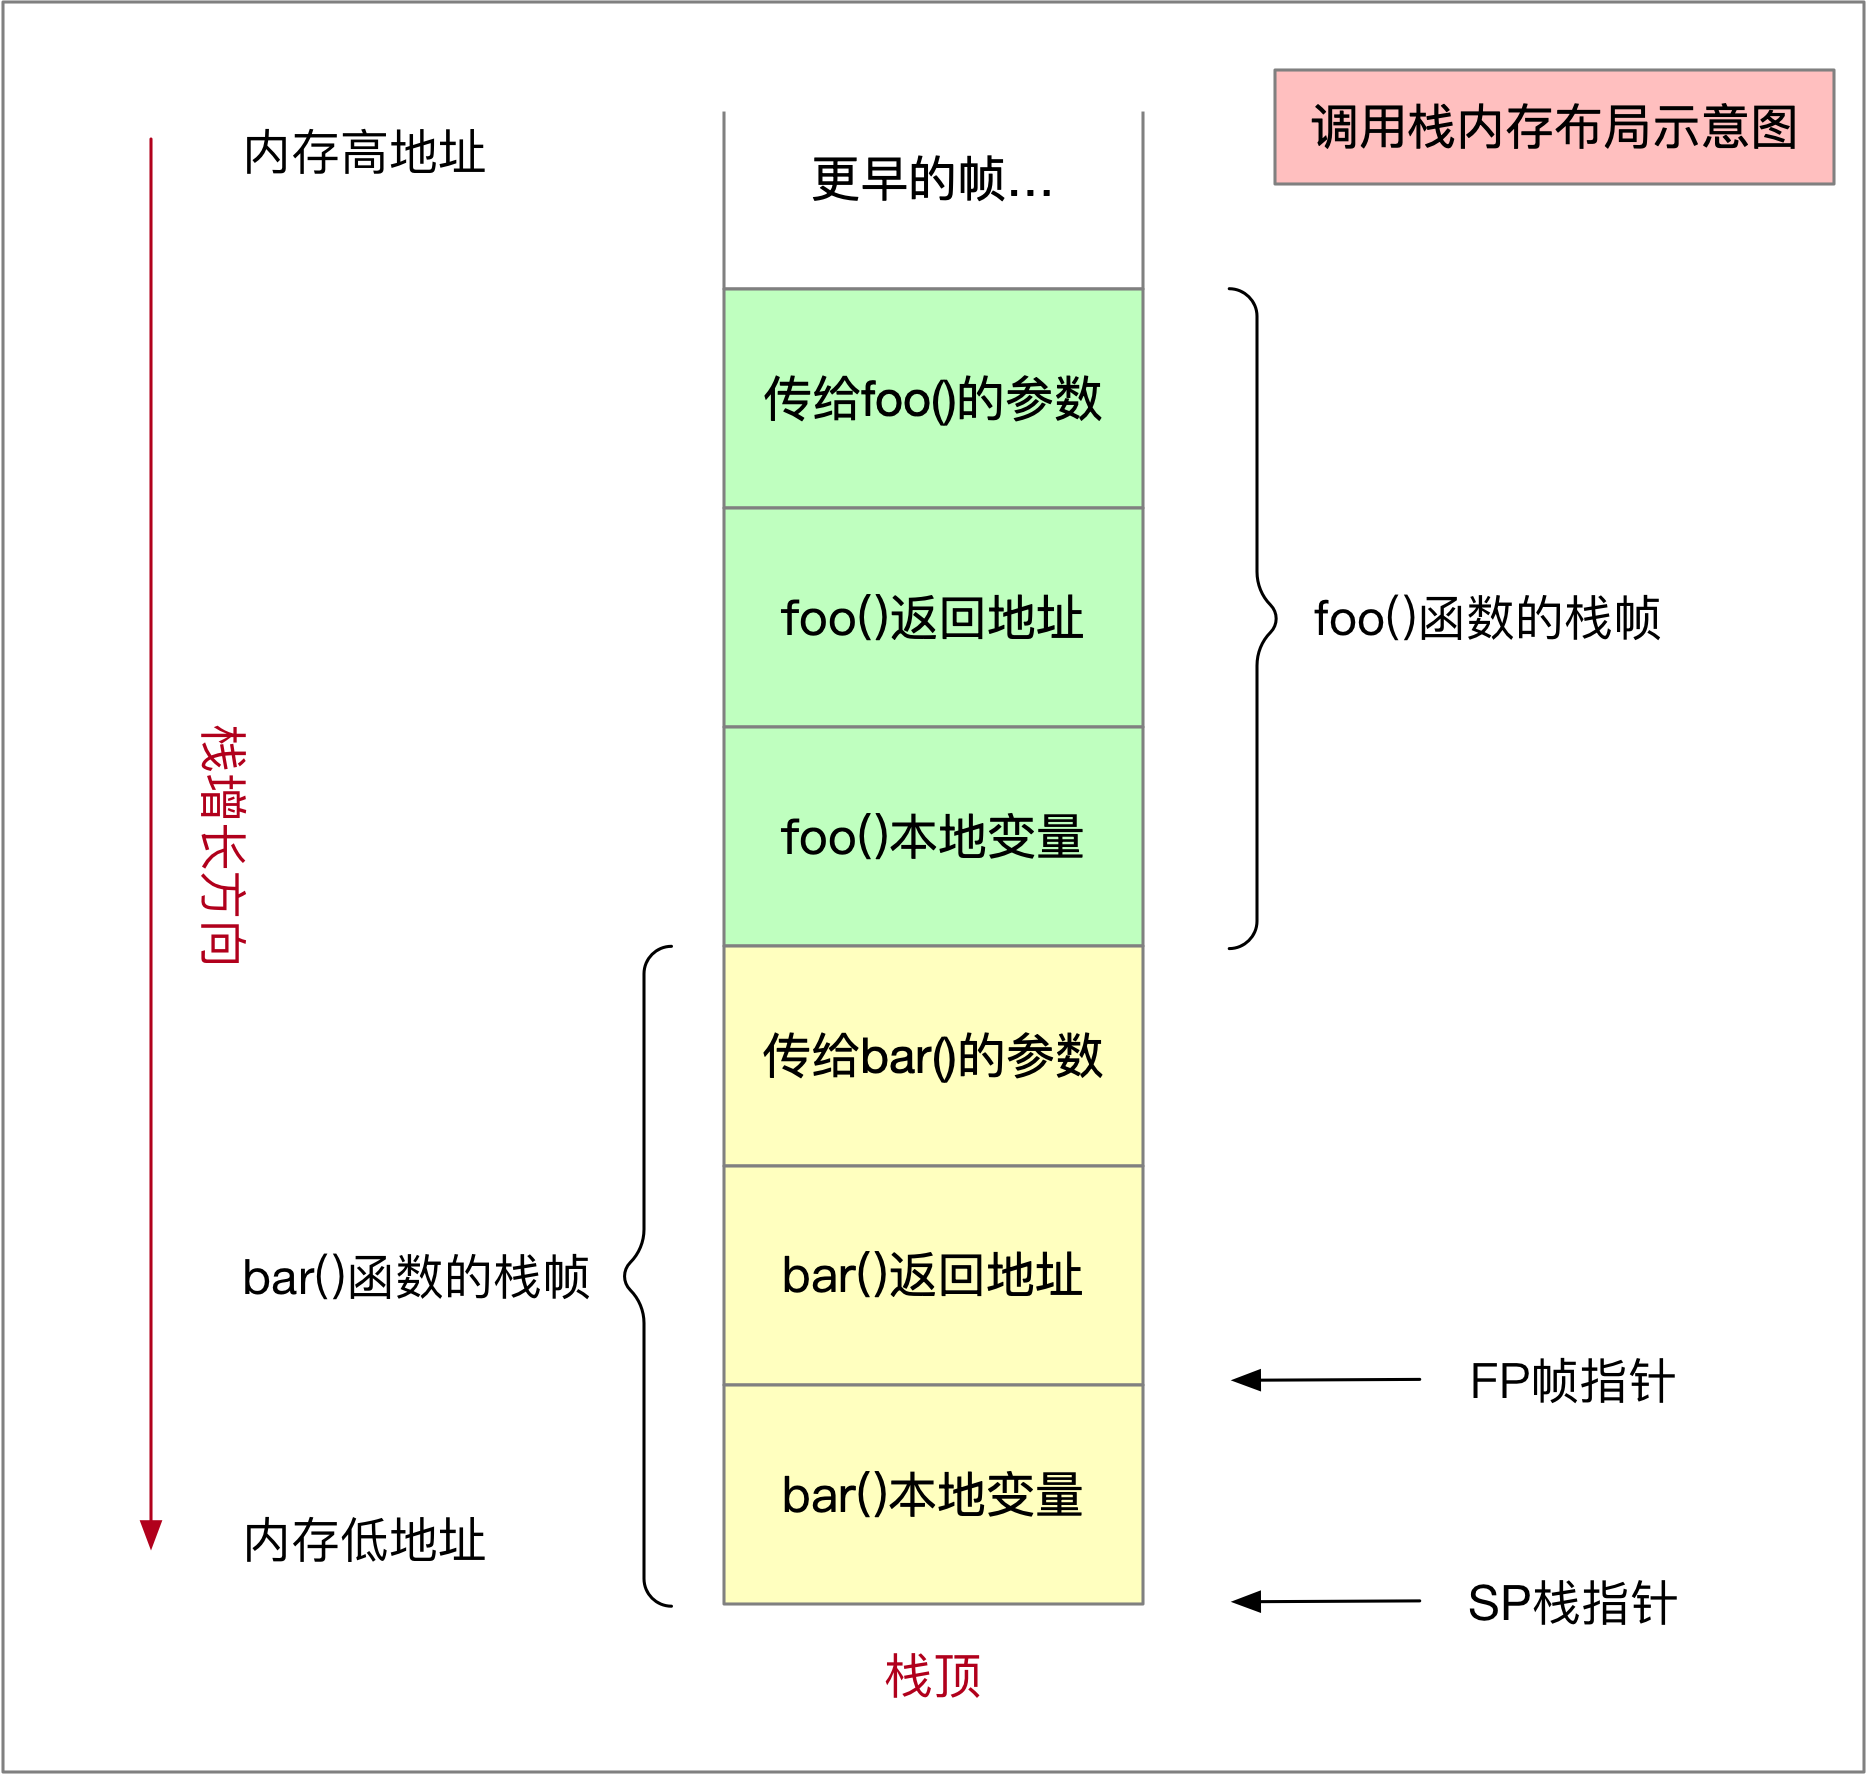 调用栈内存布局示意图
内存高地址
更早的帧...
传给foo()的参数
foo()返回地址
foo()函数的栈帧
foo()本地变量
栈增长方向
传给bar()的参数
bar()返回地址
bar()函数的栈帧
FP帧指针
bar()本地变量
内存低地址
SP栈指针
栈顶